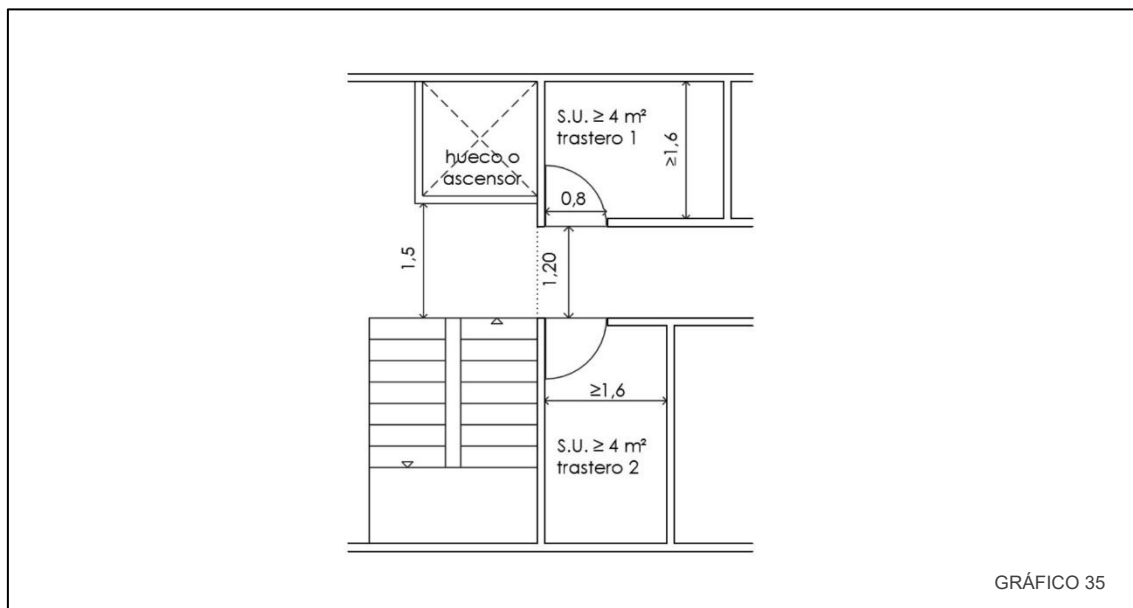 S.U. ≥ 4 m²
trastero 1
≥1,6
hueco o
ascensor
0,8
1,5
1,20
≥1,6
S.U. ≥ 4 m²
trastero 2
GRÁFICO 35